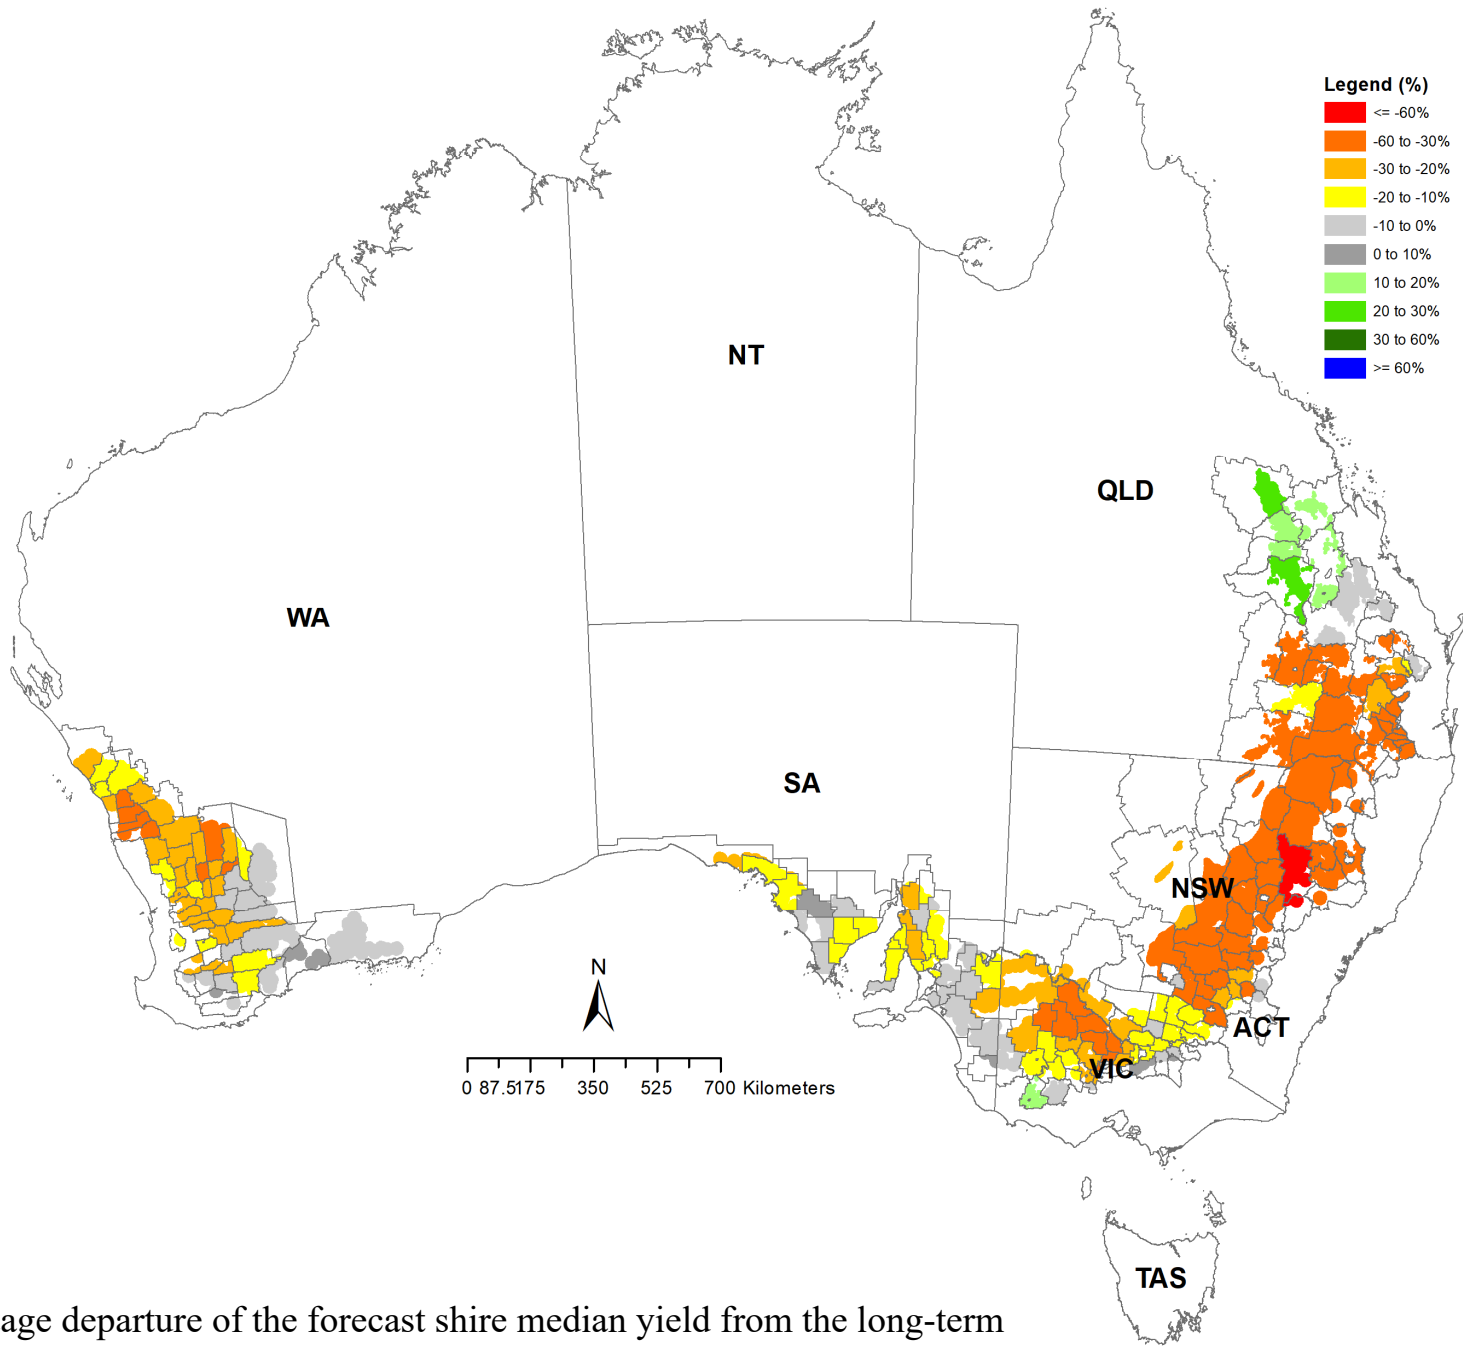 Legend (%)
<= -60%
-60 to -30%
-30 to -20%
-20 to -10%
-10 to 0%
0 to 10%
10 to 20%
20 to 30%
30 to 60%
>= 60%
NT
QLD
WA
SA
NSW
N
ACT
VIC
0 87.5175 350 525 700 Kilometers
TAS
age departure of the forecast shire median yield from the long-term